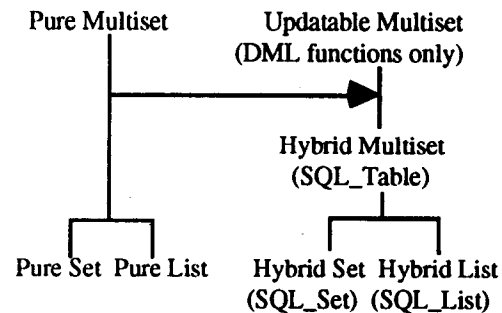 Pure Multiset
Updatable Multiset
(DML functions only)
Hybrid Multiset
(SQL_Table)
Pure Set Pure List
Hybrid Set Hybrid List
(SQL_Set) (SQL_List)